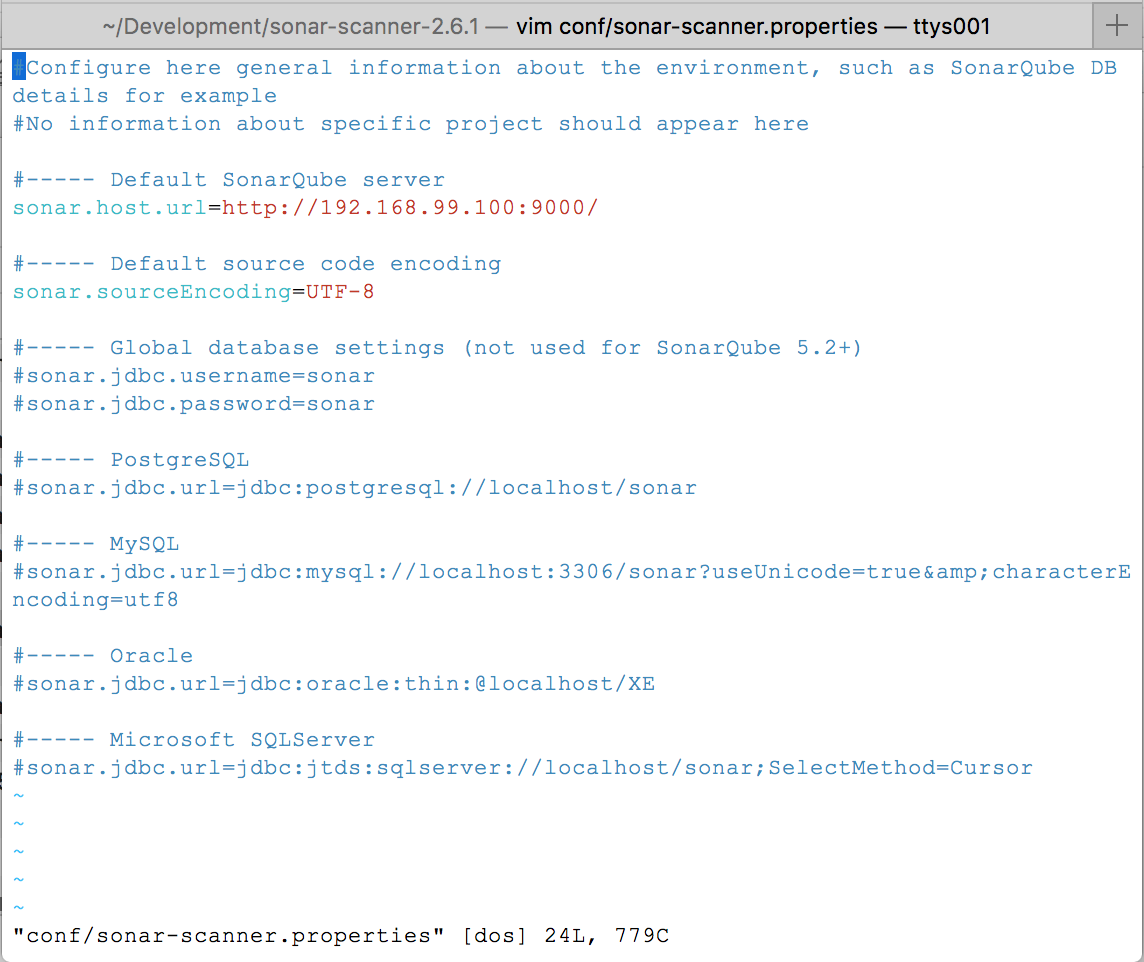 ~/Development/sonar-scanner-2.6.1 — vim conf/sonar-scanner.properties — ttys001
#Configure here general information about the environment, such as SonarQube DB
details for example
#No information about specific project should appear here
#----- Default SonarQube server
sonar.host.url=http://192.168.99.100:9000/
#----- Default source code encoding
sonar.sourceEncoding=UTF-8
#----- Global database settings (not used for SonarQube 5.2+)
#sonar.jdbc.username=sonar
#sonar.jdbc.password=sonar
#----- PostgreSQL
#sonar.jdbc.url=jdbc:postgresql://localhost/sonar
#----- MySQL
#sonar.jdbc.url=jdbc:mysql://localhost:3306/sonar?useUnicode=true&amp;characterE
ncoding=utf8
#----- Oracle
#sonar.jdbc.url=jdbc:oracle:thin:@localhost/XE
#----- Microsoft SQLServer
#sonar.jdbc.url=jdbc:jtds:sqlserver://localhost/sonar;SelectMethod=Cursor
~
~
~
~
~
"conf/sonar-scanner.properties" [dos] 24L, 779C